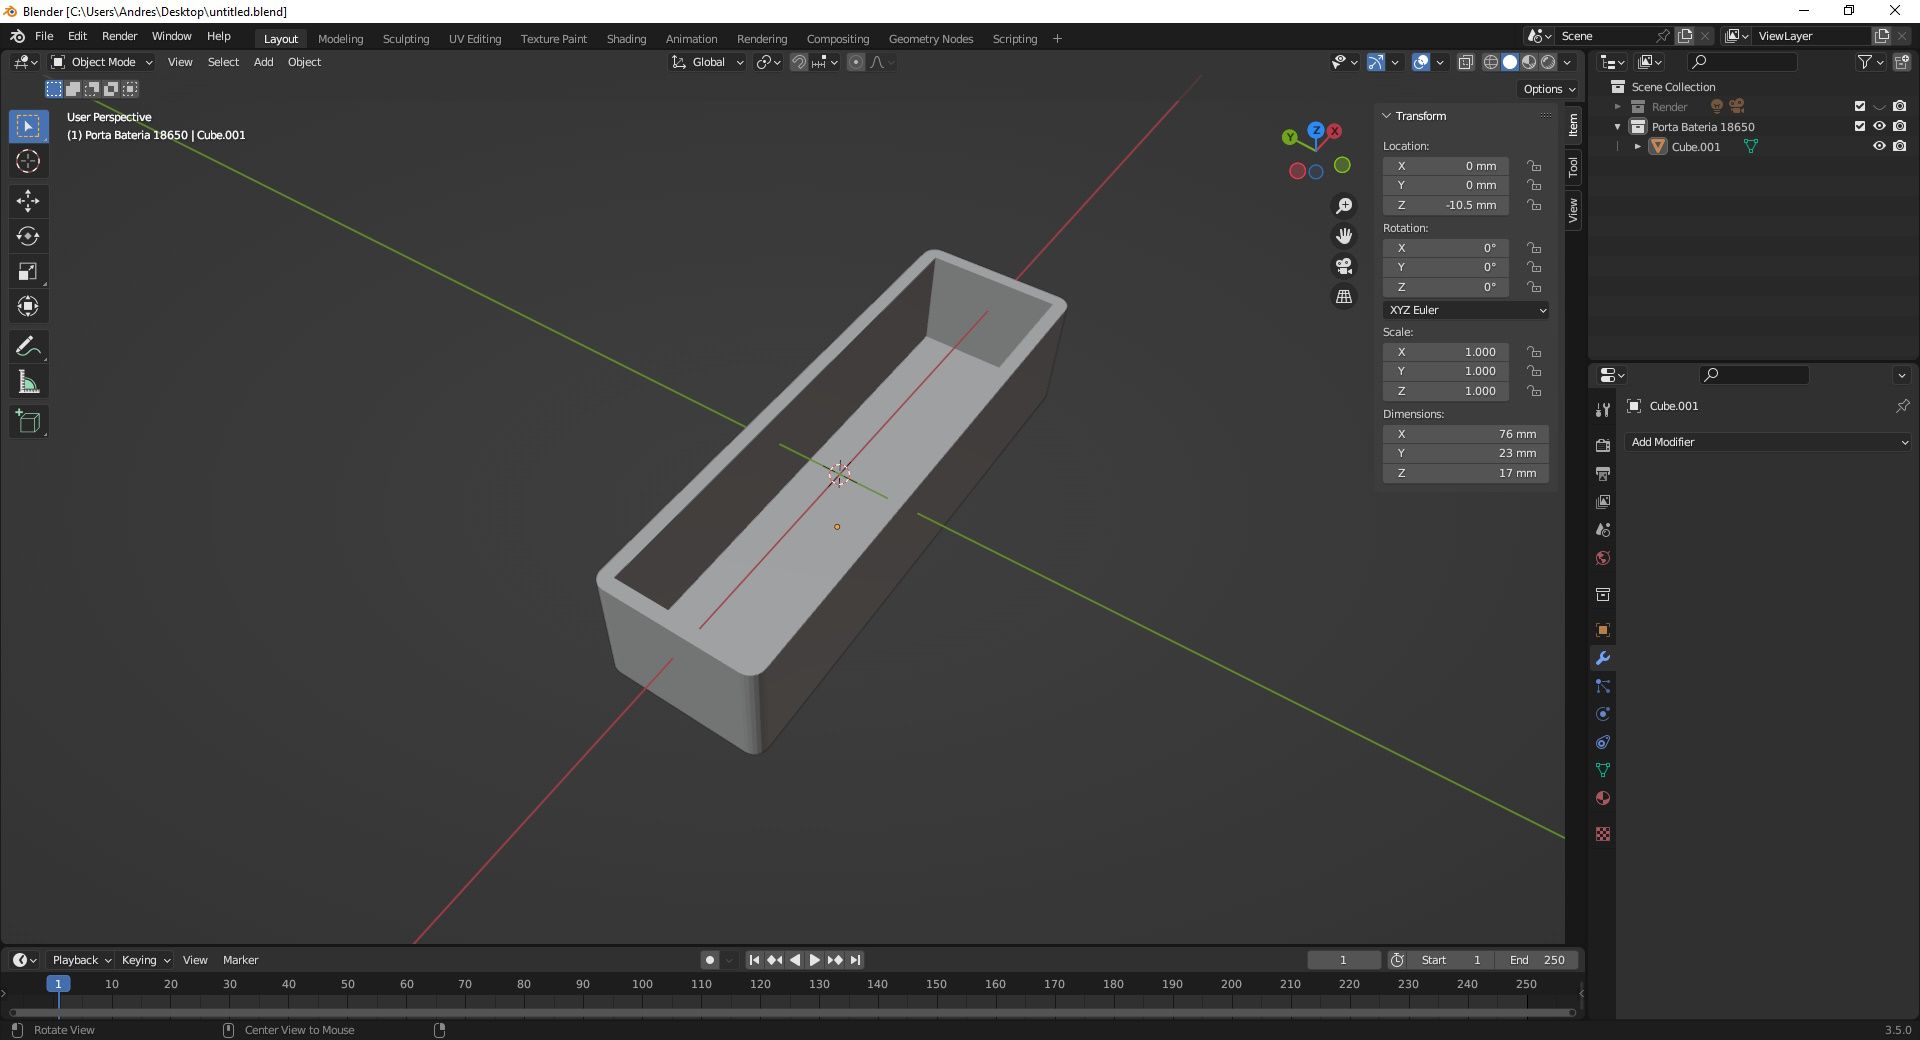 Blender [C:\Users\Andres\Desktop\untitled.blend]
File Edit Render Window Help Layout Modeling Sculpting UV Editing Texture Paint Shading Animation Rendering Compositing Geometry Nodes Scripting + Scene ViewLayer
Object Mode View Select Add Object Global
Options
User Perspective
(1) Porta Bateria 18650 | Cube.001
Z
X
Y
Transform
Location:
X 0 mm
Y 0 mm
Z -10.5 mm
Rotation:
X 0°
Y 0°
Z 0°
XYZ Euler
Scale:
X 1.000
Y 1.000
Z 1.000
Dimensions:
X 76 mm
Y 23 mm
Z 17 mm
Item
Tool
View
Scene Collection
Render
Porta Bateria 18650
Cube.001
Cube.001
Add Modifier
Playback Keying View Marker 1 Start 1 End 250
1 10 20 30 40 50 60 70 80 90 100 110 120 130 140 150 160 170 180 190 200 210 220 230 240 250
Rotate View Center View to Mouse 3.5.0